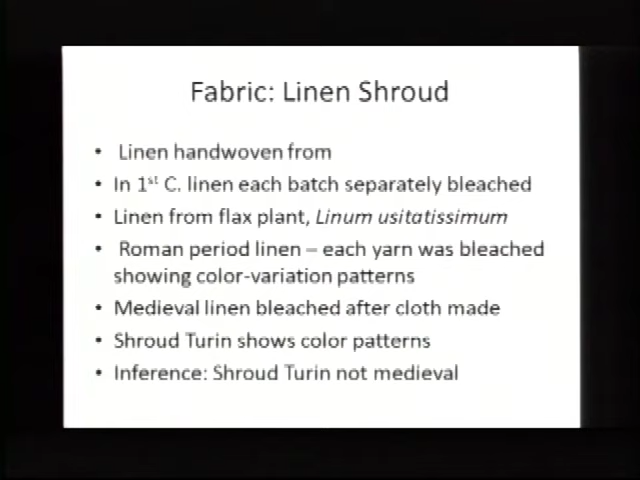 Fabric: Linen Shroud
• Linen handwoven from
• In 1st C. linen each batch separately bleached
• Linen from flax plant, Linum usitatissimum
• Roman period linen – each yarn was bleached
showing color-variation patterns
• Medieval linen bleached after cloth made
• Shroud Turin shows color patterns
• Inference: Shroud Turin not medieval